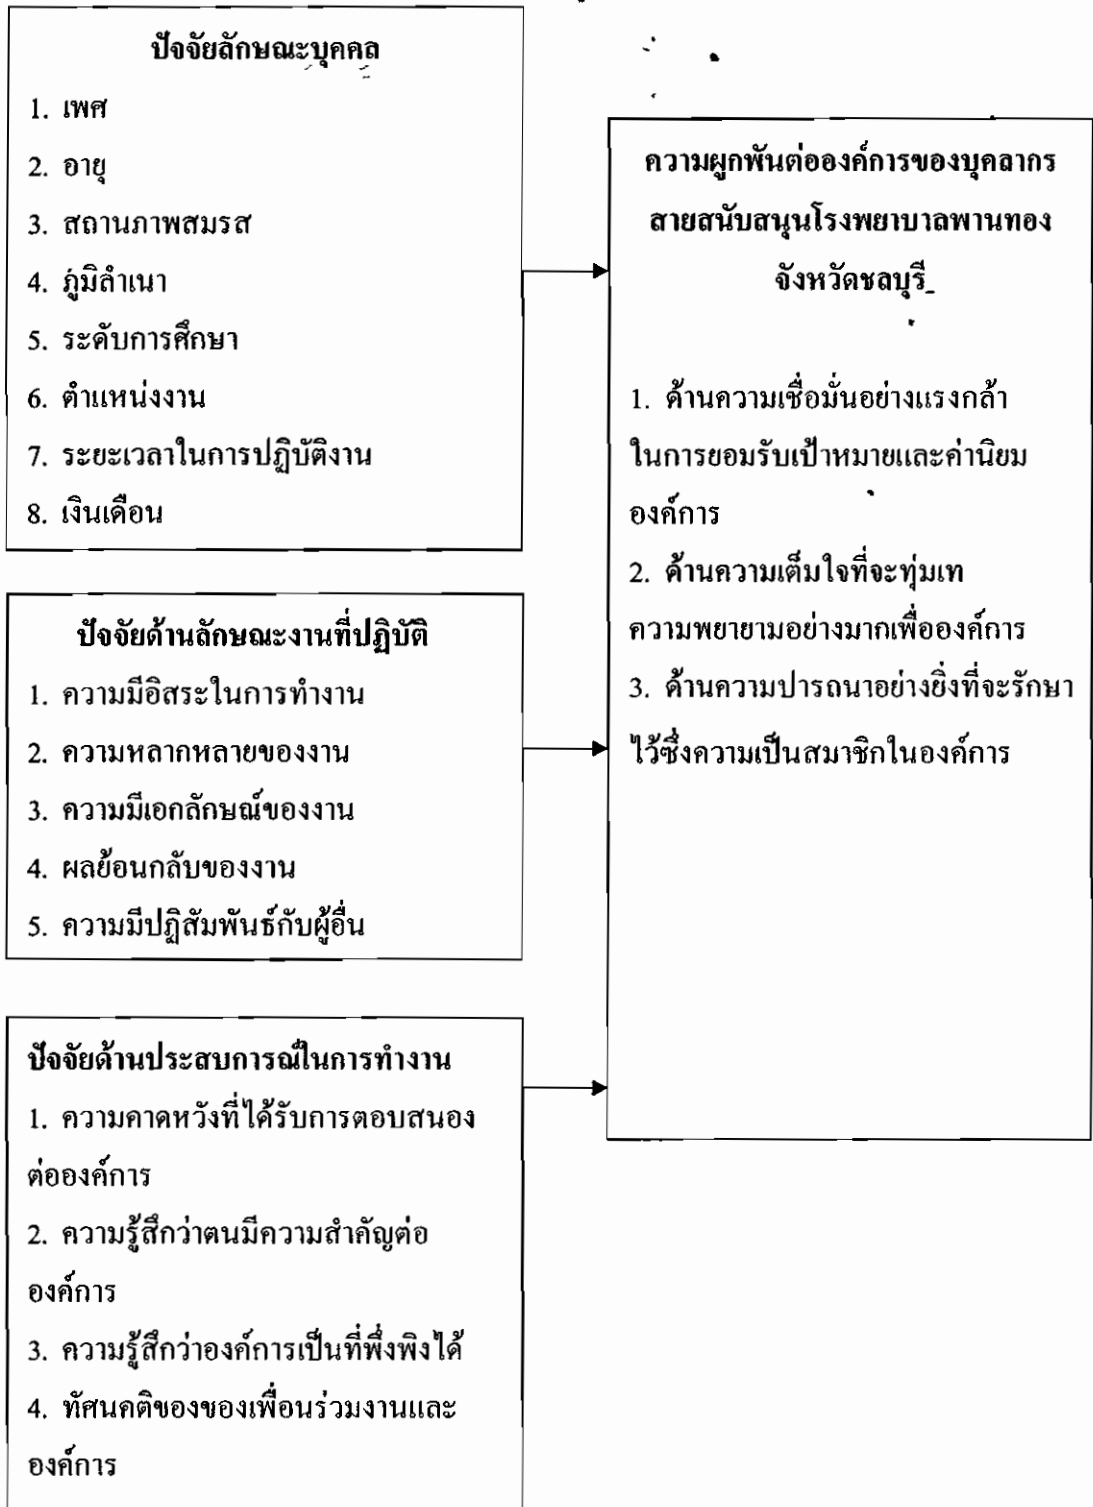 ปัจจัยลักษณะบุคคล
1. เพศ
2. อายุ
3. สถานภาพสมรส
4. ภูมิลำเนา
5. ระดับการศึกษา
6. ตำแหน่งงาน
7. ระยะเวลาในการปฏิบัติงาน
8. เงินเดือน
ปัจจัยด้านลักษณะงานที่ปฏิบัติ
1. ความมีอิสระในการทำงาน
2. ความหลากหลายของงาน
3. ความมีเอกลักษณ์ของงาน
4. ผลย้อนกลับของงาน
5. ความมีปฏิสัมพันธ์กับผู้อื่น
ปัจจัยด้านประสบการณ์ในการทำงาน
1. ความคาดหวังที่ได้รับการตอบสนอง
ต่อองค์การ
2. ความรู้สึกว่าตนมีความสำคัญต่อ
องค์การ
3. ความรู้สึกว่าองค์การเป็นที่พึ่งพิงได้
4. ทัศนคติของของเพื่อนร่วมงานและ
องค์การ
ความผูกพันต่อองค์การของบุคลากร
สายสนับสนุนโรงพยาบาลพานทอง
จังหวัดชลบุรี
1. ด้านความเชื่อมั่นอย่างแรงกล้า
ในการยอมรับเป้าหมายและค่านิยม
องค์การ
2. ด้านความเต็มใจที่จะทุ่มเท
ความพยายามอย่างมากเพื่อองค์การ
3. ด้านความปารถนาอย่างยิ่งที่จะรักษา
ไว้ซึ่งความเป็นสมาชิกในองค์การ